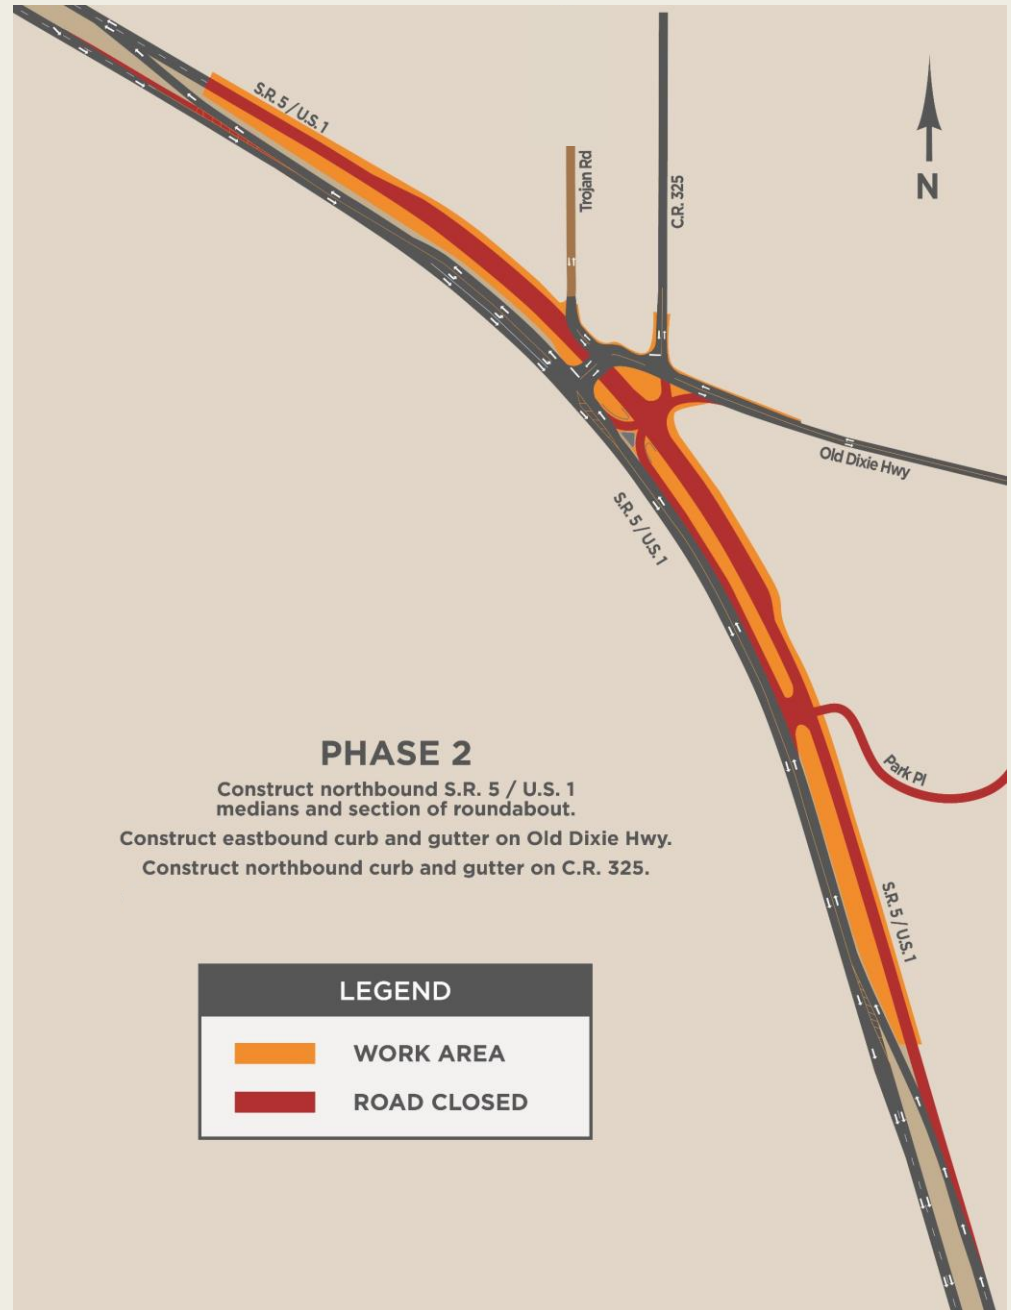 S.R. 5 / U.S. 1
Trojan Rd
C.R. 325
N
Old Dixie Hwy
S.R. 5 / U.S. 1
PHASE 2
Construct northbound S.R. 5 / U.S. 1
medians and section of roundabout.
Construct eastbound curb and gutter on Old Dixie Hwy.
Construct northbound curb and gutter on C.R. 325.
Park Pl
S.R. 5 / U.S. 1
LEGEND
WORK AREA
ROAD CLOSED